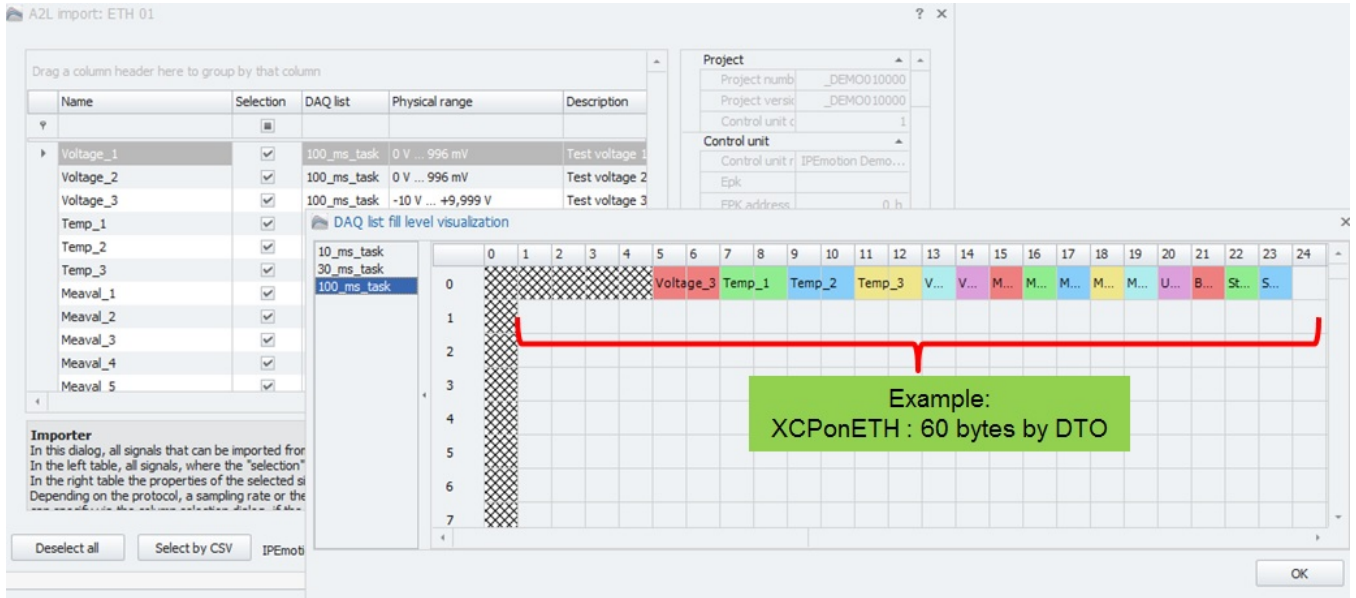 A2L import: ETH 01
? ×
Drag a column header here to group by that column
Name Selection DAQ list Physical range Description
Voltage_1 100_ms_task 0 V ... 996 mV Test voltage 1
Voltage_2 100_ms_task 0 V ... 996 mV Test voltage 2
Voltage_3 100_ms_task -10 V ... +9,999 V Test voltage 3
Temp_1
Temp_2
Temp_3
Meaval_1
Meaval_2
Meaval_3
Meaval_4
Meaval_5
Project
Project numb _DEMO010000
Project versio _DEMO010000
Control unit c 1
Control unit
Control unit r IPEmotion Demo...
Epk
EPK address 0 h
Importer
In this dialog, all signals that can be imported fror
In the left table, all signals, where the "selection"
In the right table the properties of the selected si
Depending on the protocol, a sampling rate or the
Deselect all Select by CSV IPEmoti
DAQ list fill level visualization ×
10_ms_task
30_ms_task
100_ms_task
0 1 2 3 4 5 6 7 8 9 10 11 12 13 14 15 16 17 18 19 20 21 22 23 24
0 Voltage_3 Temp_1 Temp_2 Temp_3 V... V... M... M... M... M... M... U... B... St... S...
1
2
3
4
5
6
7
Example:
XCPonETH : 60 bytes by DTO
OK